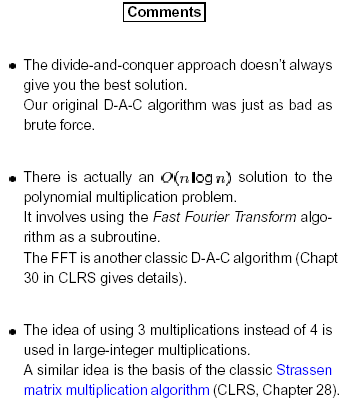 Comments
• The divide-and-conquer approach doesn't always
give you the best solution.
Our original D-A-C algorithm was just as bad as
brute force.
• There is actually an O(n log n) solution to the
polynomial multiplication problem.
It involves using the Fast Fourier Transform algo-
rithm as a subroutine.
The FFT is another classic D-A-C algorithm (Chapt
30 in CLRS gives details).
• The idea of using 3 multiplications instead of 4 is
used in large-integer multiplications.
A similar idea is the basis of the classic Strassen
matrix multiplication algorithm (CLRS, Chapter 28).